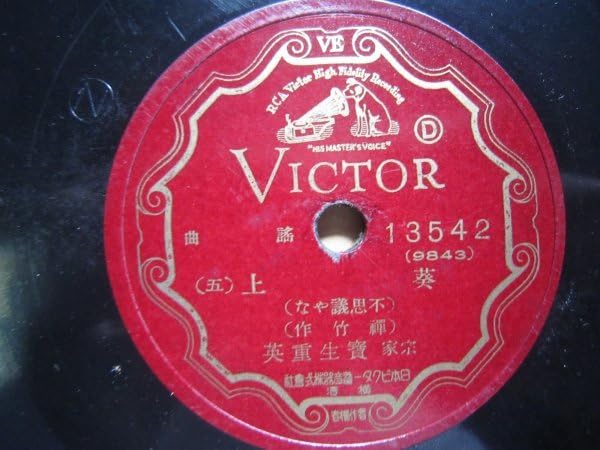 VE
RCA Victor High Fidelity Recording
"HIS MASTER'S VOICE"
D
VICTOR
謠曲
13542
(9843)
葵上 (五)
(不思議やな)
(禪竹作)
宗家 寶生重英
日本ビクター蓄音器株式會社